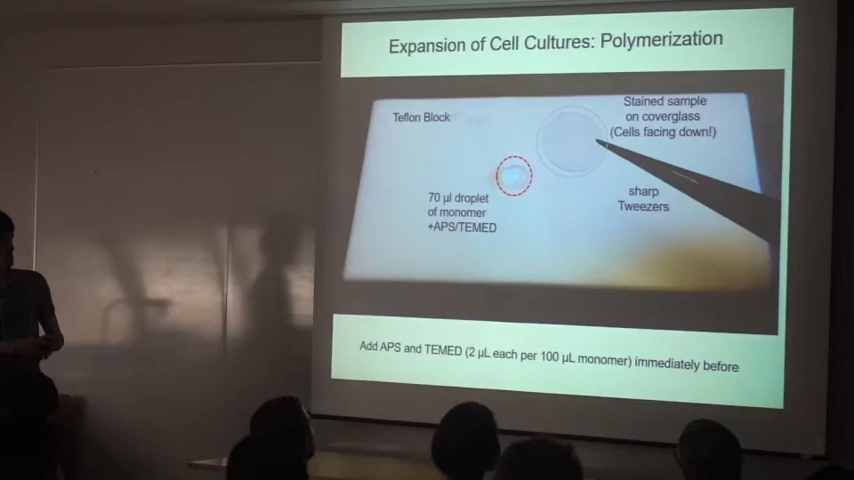 Expansion of Cell Cultures: Polymerization
Teflon Block
Stained sample
on coverglass
(Cells facing down!)
70 µl droplet
of monomer
+APS/TEMED
sharp
Tweezers
Add APS and TEMED (2 µL each per 100 µL monomer) immediately before